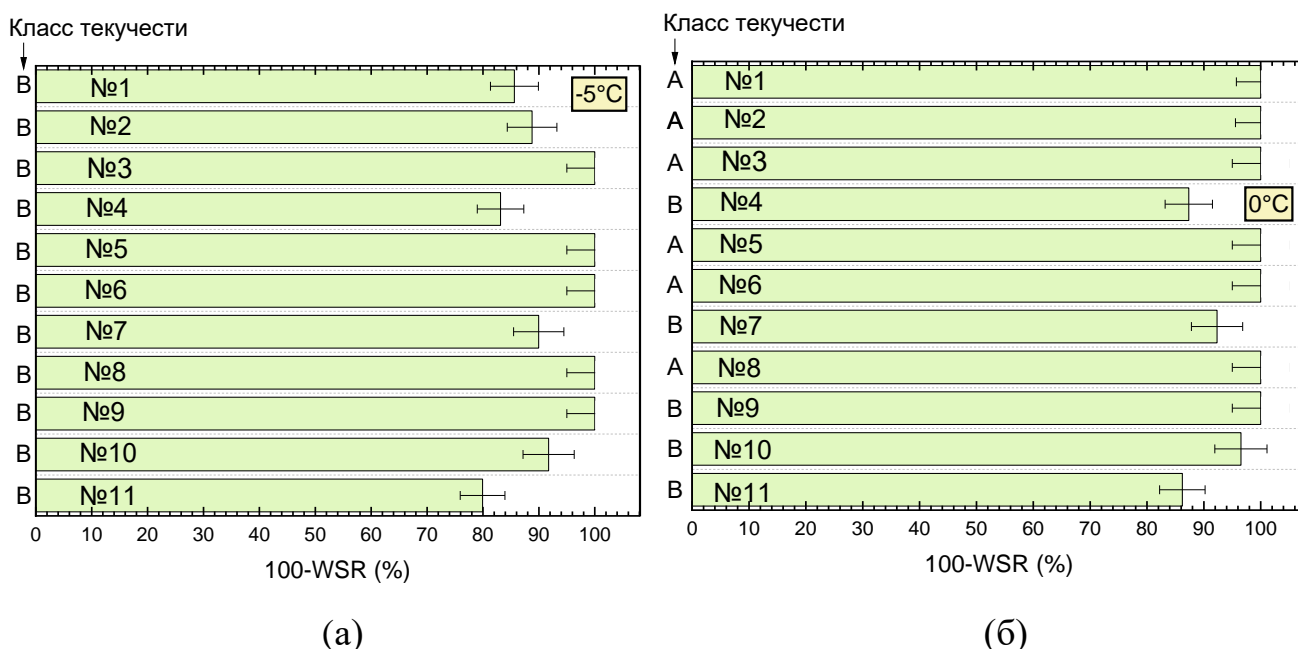 Класс текучести
B №1 -5°C
B №2
B №3
B №4
B №5
B №6
B №7
B №8
B №9
B №10
B №11
0 10 20 30 40 50 60 70 80 90 100
100-WSR (%)
(а)
Класс текучести
A №1
A №2
A №3
B №4 0°C
A №5
A №6
B №7
A №8
B №9
B №10
B №11
0 10 20 30 40 50 60 70 80 90 100
100-WSR (%)
(б)